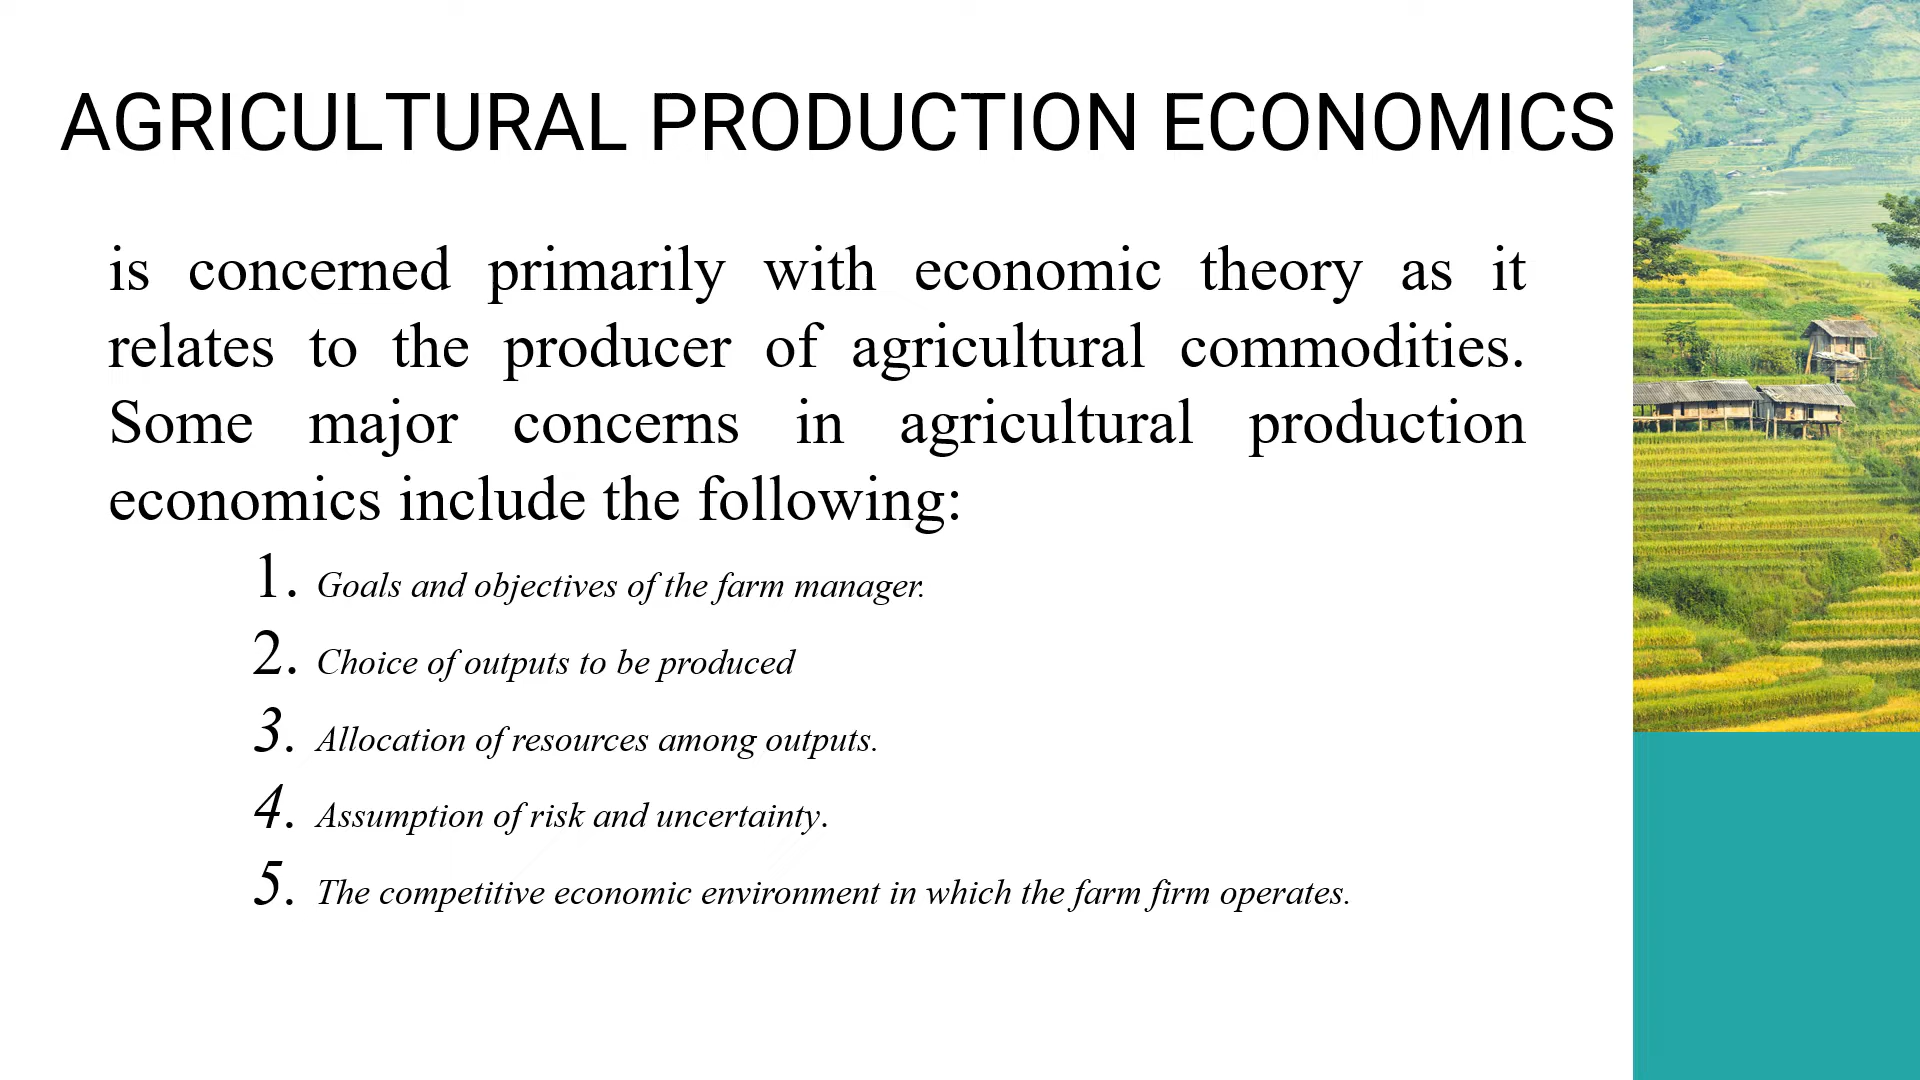 AGRICULTURAL PRODUCTION ECONOMICS
is concerned primarily with economic theory as it
relates to the producer of agricultural commodities.
Some major concerns in agricultural production
economics include the following:
1. Goals and objectives of the farm manager.
2. Choice of outputs to be produced
3. Allocation of resources among outputs.
4. Assumption of risk and uncertainty.
5. The competitive economic environment in which the farm firm operates.